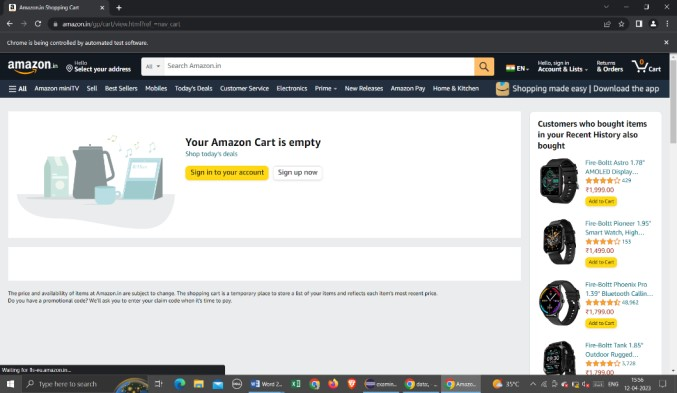 Amazon.in Shopping Cart
amazon.in/gp/cart/view.html?ref_=nav_cart
Chrome is being controlled by automated test software.
amazon.in
Hello
Select your address
All
Search Amazon.in
EN
Hello, sign in
Account & Lists
Returns
& Orders
0
Cart
All
Amazon miniTV
Sell
Best Sellers
Mobiles
Today's Deals
Customer Service
Electronics
Prime
New Releases
Amazon Pay
Home & Kitchen
Shopping made easy | Download the app
Your Amazon Cart is empty
Shop today's deals
Sign in to your account
Sign up now
The price and availability of items at Amazon.in are subject to change. The shopping cart is a temporary place to store a list of your items and reflects each item's most recent price.
Do you have a promotional code? We'll ask you to enter your claim code when it's time to pay.
Customers who bought items
in your Recent History also
bought
Fire-Boltt Astro 1.78"
AMOLED Display...
429
₹1,999.00
Add to Cart
Fire-Boltt Pioneer 1.95"
Smart Watch, High...
153
₹1,499.00
Add to Cart
Fire-Boltt Phoenix Pro
1.39" Bluetooth Callin...
48,962
₹1,799.00
Add to Cart
Fire-Boltt Tank 1.85"
Outdoor Rugged...
₹1,799.00
Waiting for fls-eu.amazon.in...
Type here to search
Word 2...
examin...
data, ...
Amazo...
35°C
ENG
15:56
12-04-2023